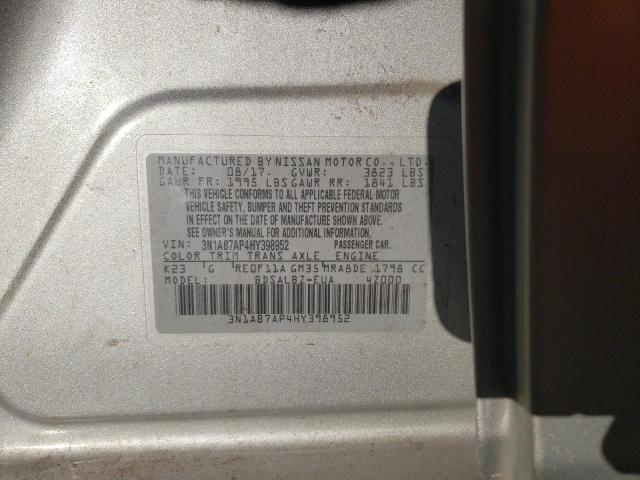 MANUFACTURED BY NISSAN MOTOR CO., LTD.
DATE: 08/17. GVWR: 3823 LBS
GAWR FR: 1995 LBS GAWR RR: 1841 LBS
THIS VEHICLE CONFORMS TO ALL APPLICABLE FEDERAL MOTOR
VEHICLE SAFETY, BUMPER AND THEFT PREVENTION STANDARDS
IN EFFECT ON THE DATE OF MANUFACTURE SHOWN ABOVE.
SEE OWNER'S MANUAL FOR ADDITIONAL INFORMATION.
VIN: 3N1AB7AP4HY398952 PASSENGER CAR.
COLOR TRIM TRANS AXLE ENGINE
K23 G RE0F11A GM35 MRA8DE 1798 CC
MODEL: BDSALBZ-EUA 47000
3N1AB7AP4HY398952